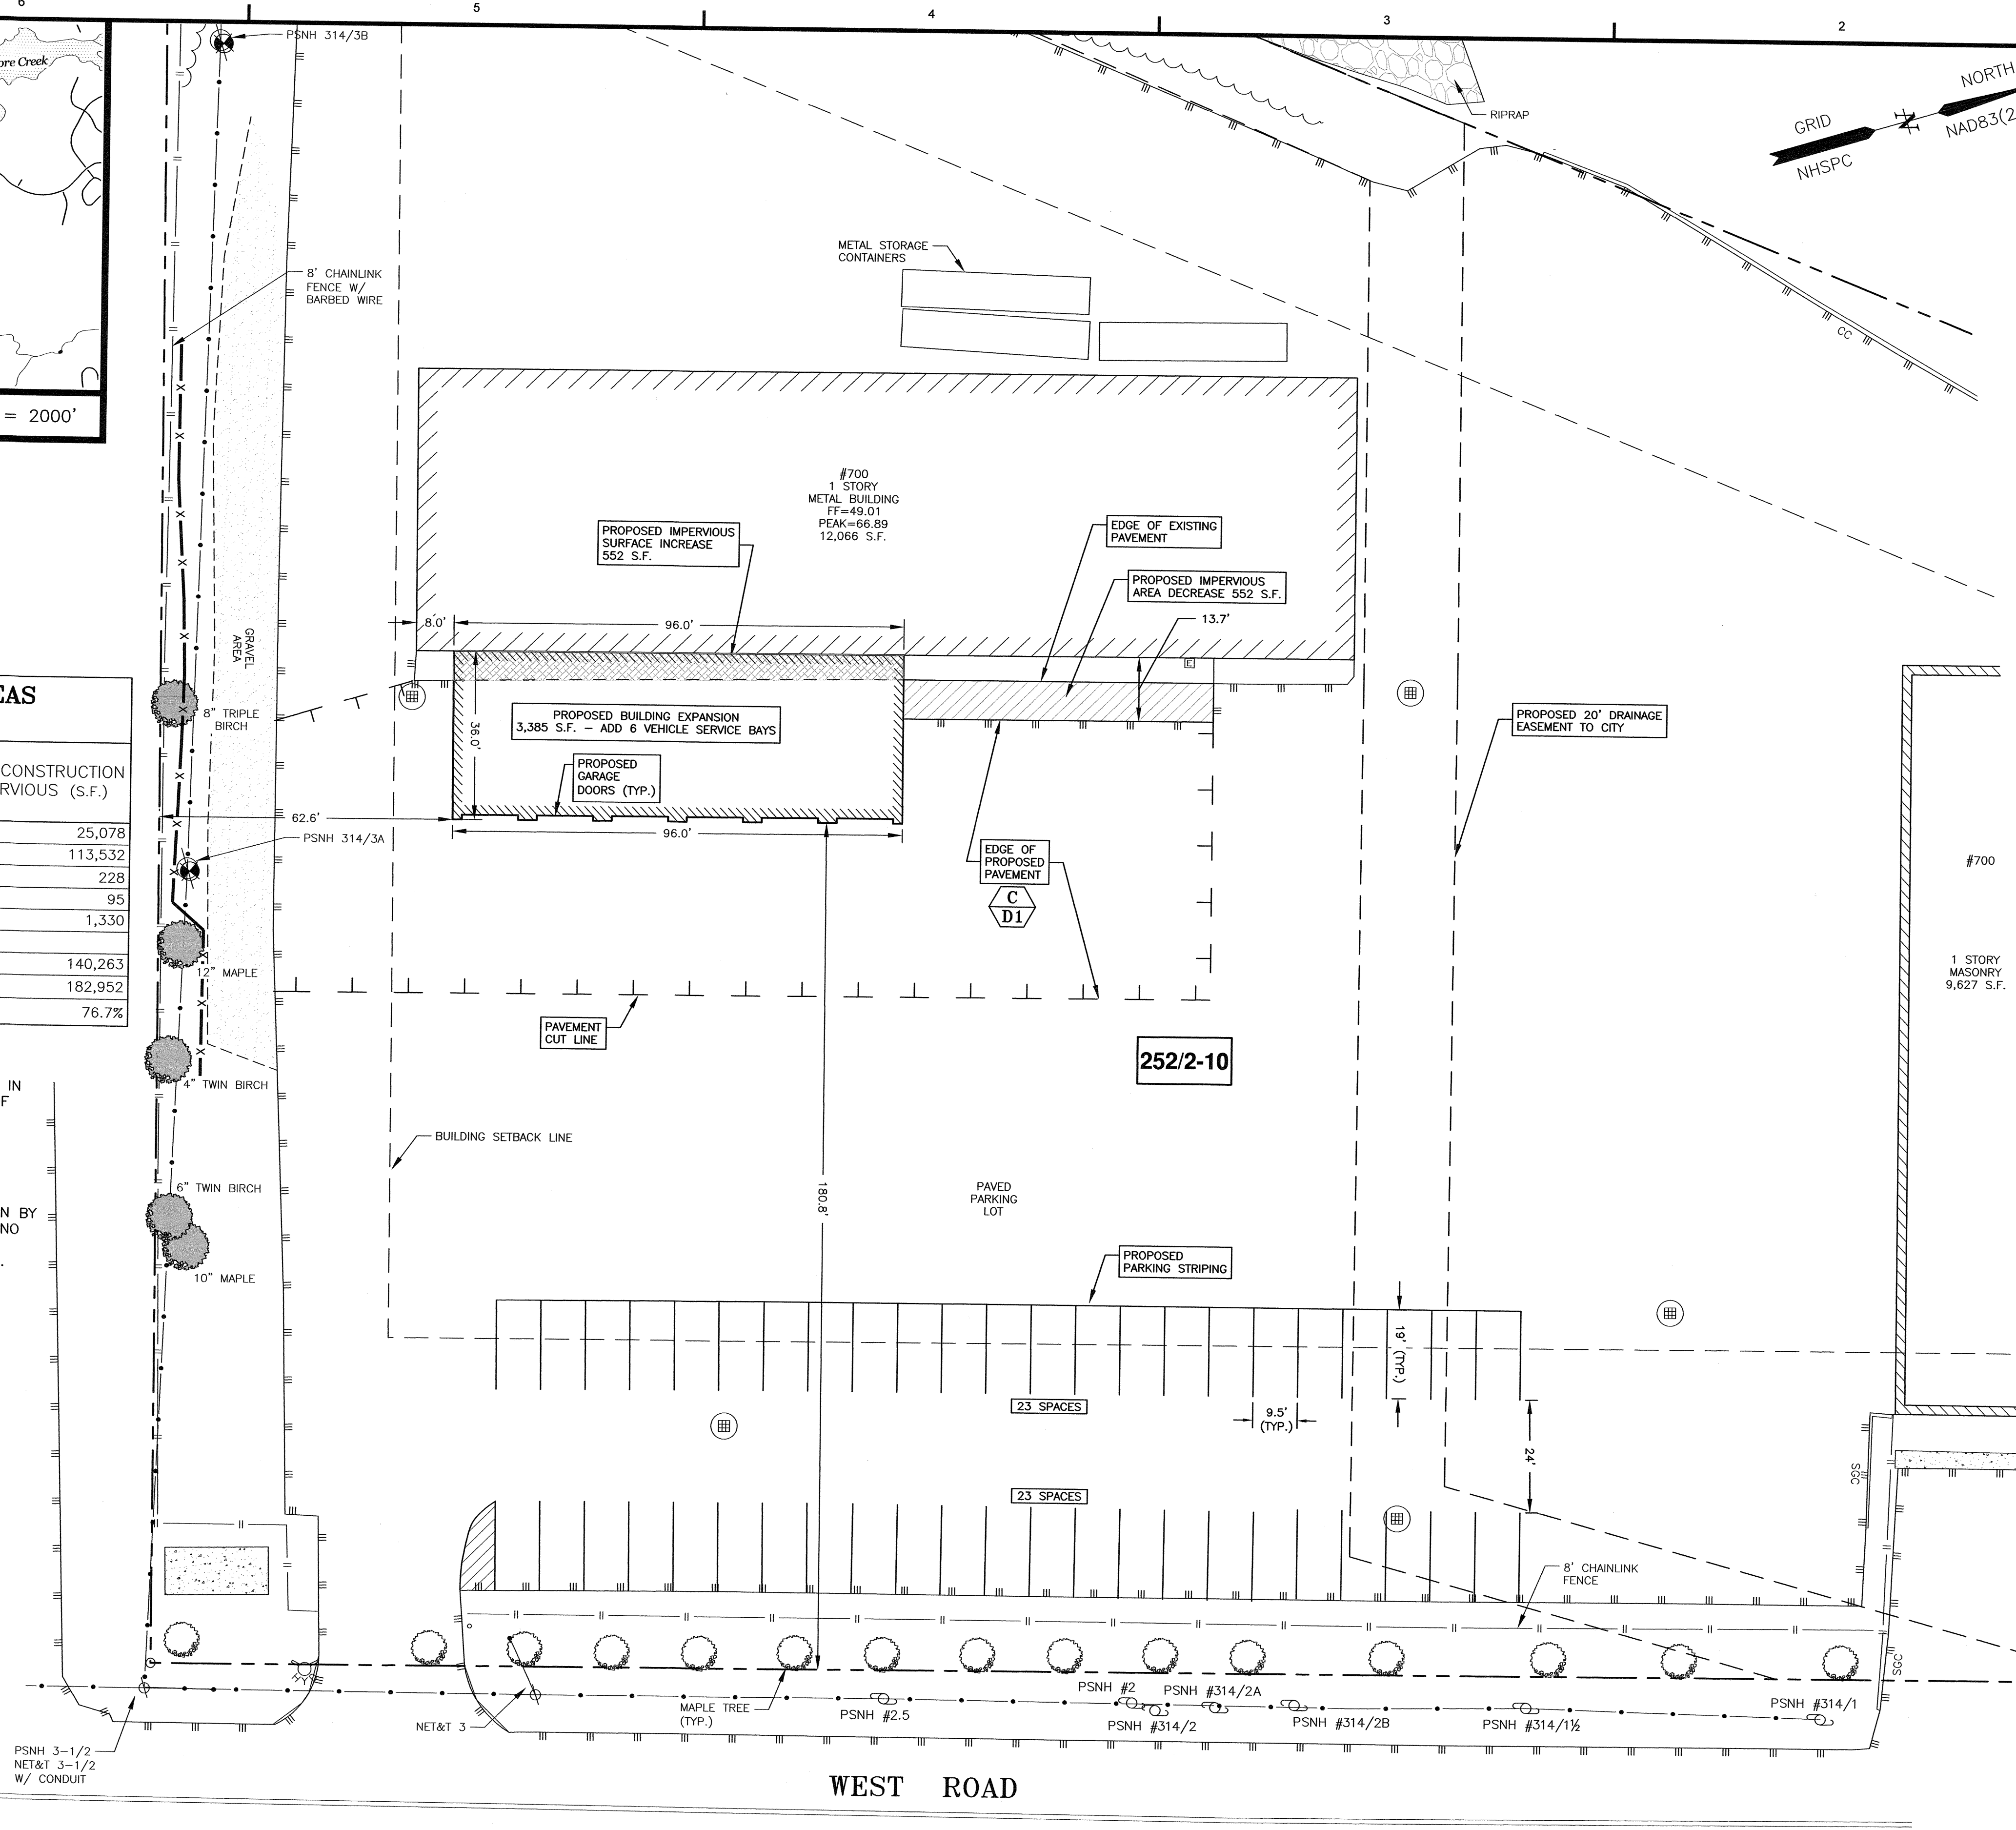 6
5
4
3
2
ore Creek
= 2000'
PSNH 314/3B
RIPRAP
GRID
NORTH
NHSPC
NAD83(2
CC
METAL STORAGE
CONTAINERS
8' CHAINLINK
FENCE W/
BARBED WIRE
#700
1 STORY
METAL BUILDING
FF=49.01
PEAK=66.89
12,066 S.F.
PROPOSED IMPERVIOUS
SURFACE INCREASE
552 S.F.
EDGE OF EXISTING
PAVEMENT
PROPOSED IMPERVIOUS
AREA DECREASE 552 S.F.
8.0'
96.0'
13.7'
E
GRAVEL
AREA
8" TRIPLE
BIRCH
36.0'
PROPOSED BUILDING EXPANSION
3,385 S.F. – ADD 6 VEHICLE SERVICE BAYS
PROPOSED
GARAGE
DOORS (TYP.)
PROPOSED 20' DRAINAGE
EASEMENT TO CITY
62.6'
96.0'
PSNH 314/3A
EAS
CONSTRUCTION
RVIOUS (S.F.)
25,078
113,532
228
95
1,330
140,263
182,952
76.7%
EDGE OF
PROPOSED
PAVEMENT
C
D1
#700
1 STORY
MASONRY
9,627 S.F.
12" MAPLE
PAVEMENT
CUT LINE
252/2-10
4" TWIN BIRCH
IN
F
BUILDING SETBACK LINE
6" TWIN BIRCH
180.8'
PAVED
PARKING
LOT
N BY
NO
.
10" MAPLE
PROPOSED
PARKING STRIPING
19' (TYP.)
23 SPACES
9.5'
(TYP.)
24'
23 SPACES
SGC
8' CHAINLINK
FENCE
SGC
MAPLE TREE
(TYP.)
NET&T 3
PSNH #2.5
PSNH #2
PSNH #314/2
PSNH #314/2A
PSNH #314/2B
PSNH #314/1½
PSNH #314/1
PSNH 3-1/2
NET&T 3-1/2
W/ CONDUIT
WEST ROAD